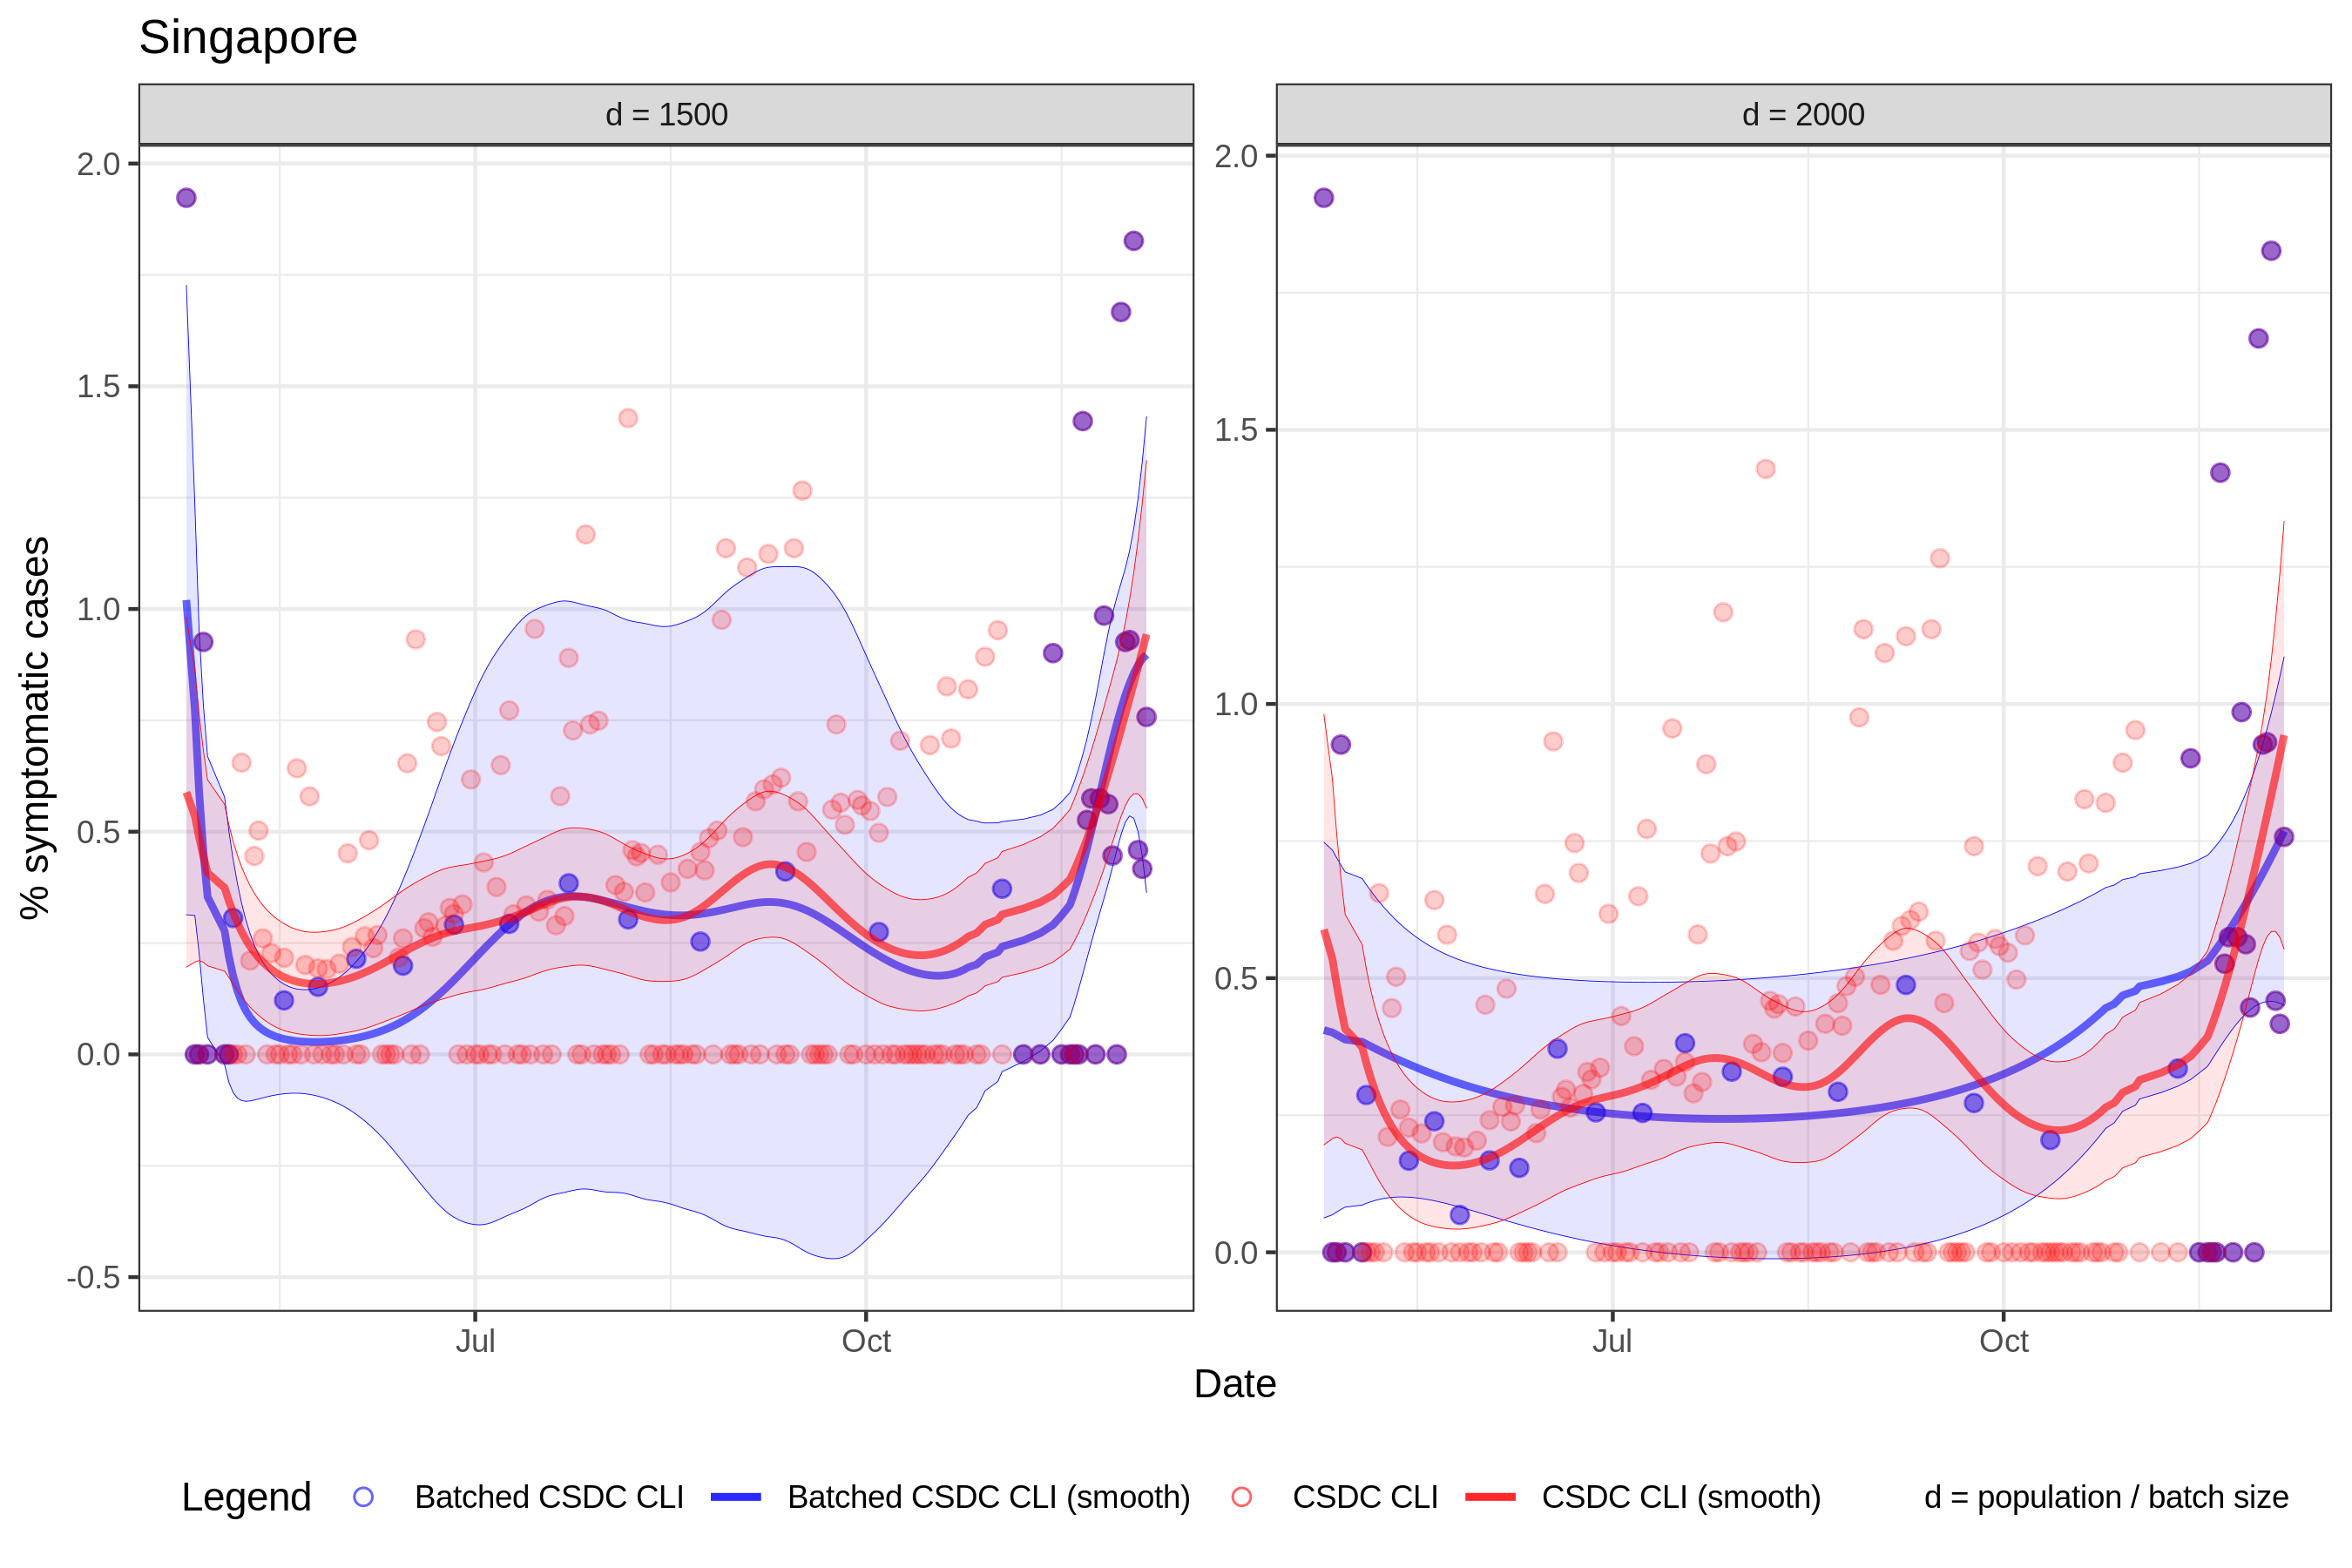 Singapore
d = 1500
d = 2000
% symptomatic cases
2.0
1.5
1.0
0.5
0.0
-0.5
2.0
1.5
1.0
0.5
0.0
Jul
Oct
Jul
Oct
Date
Legend
Batched CSDC CLI
Batched CSDC CLI (smooth)
CSDC CLI
CSDC CLI (smooth)
d = population / batch size